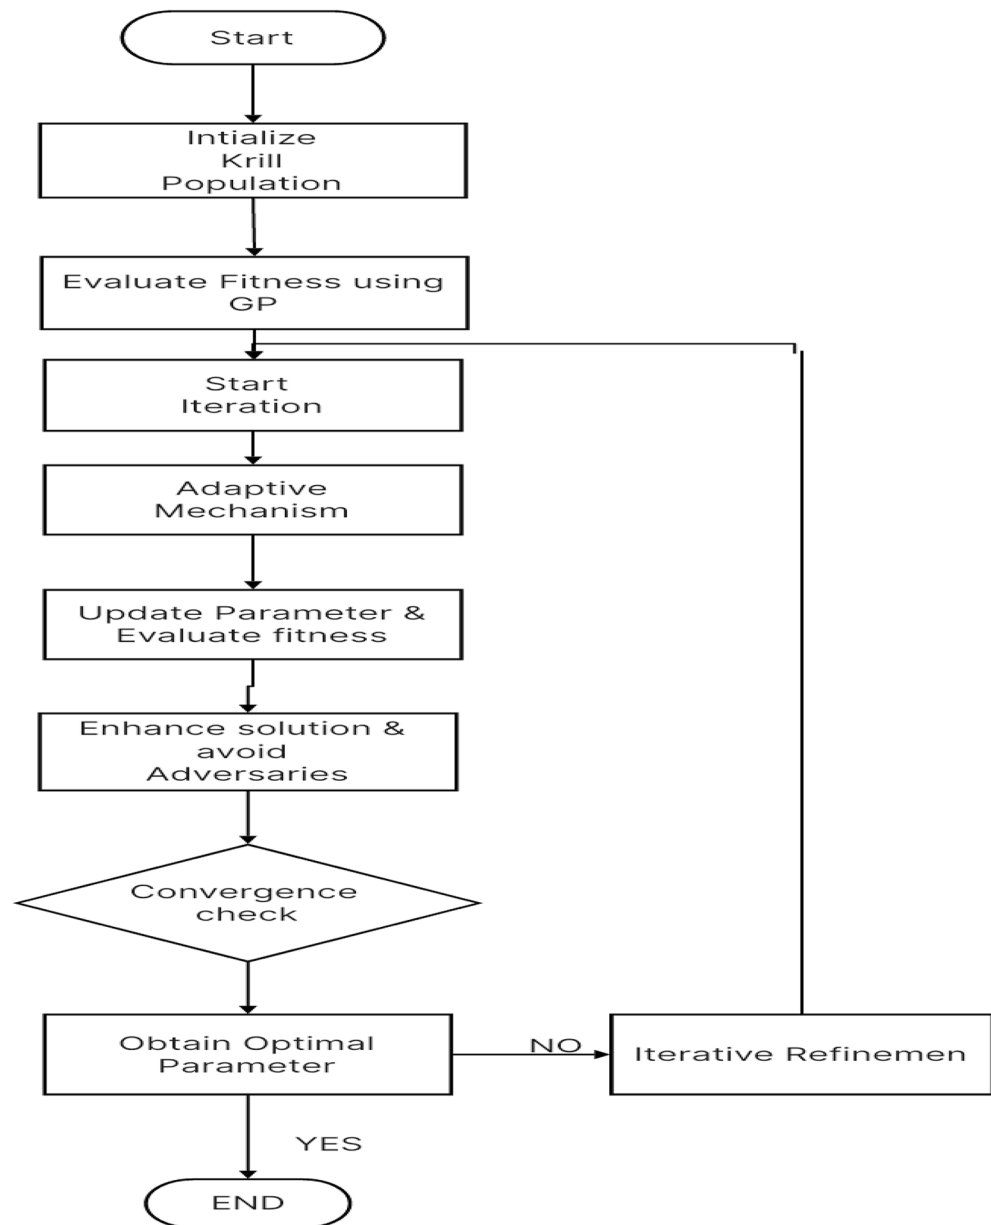 Start
Intialize
Krill
Population
Evaluate Fitness using
GP
Start
Iteration
Adaptive
Mechanism
Update Parameter &
Evaluate fitness
Enhance solution &
avoid
Adversaries
Convergence
check
Obtain Optimal
Parameter
NO
Iterative Refinemen
YES
END